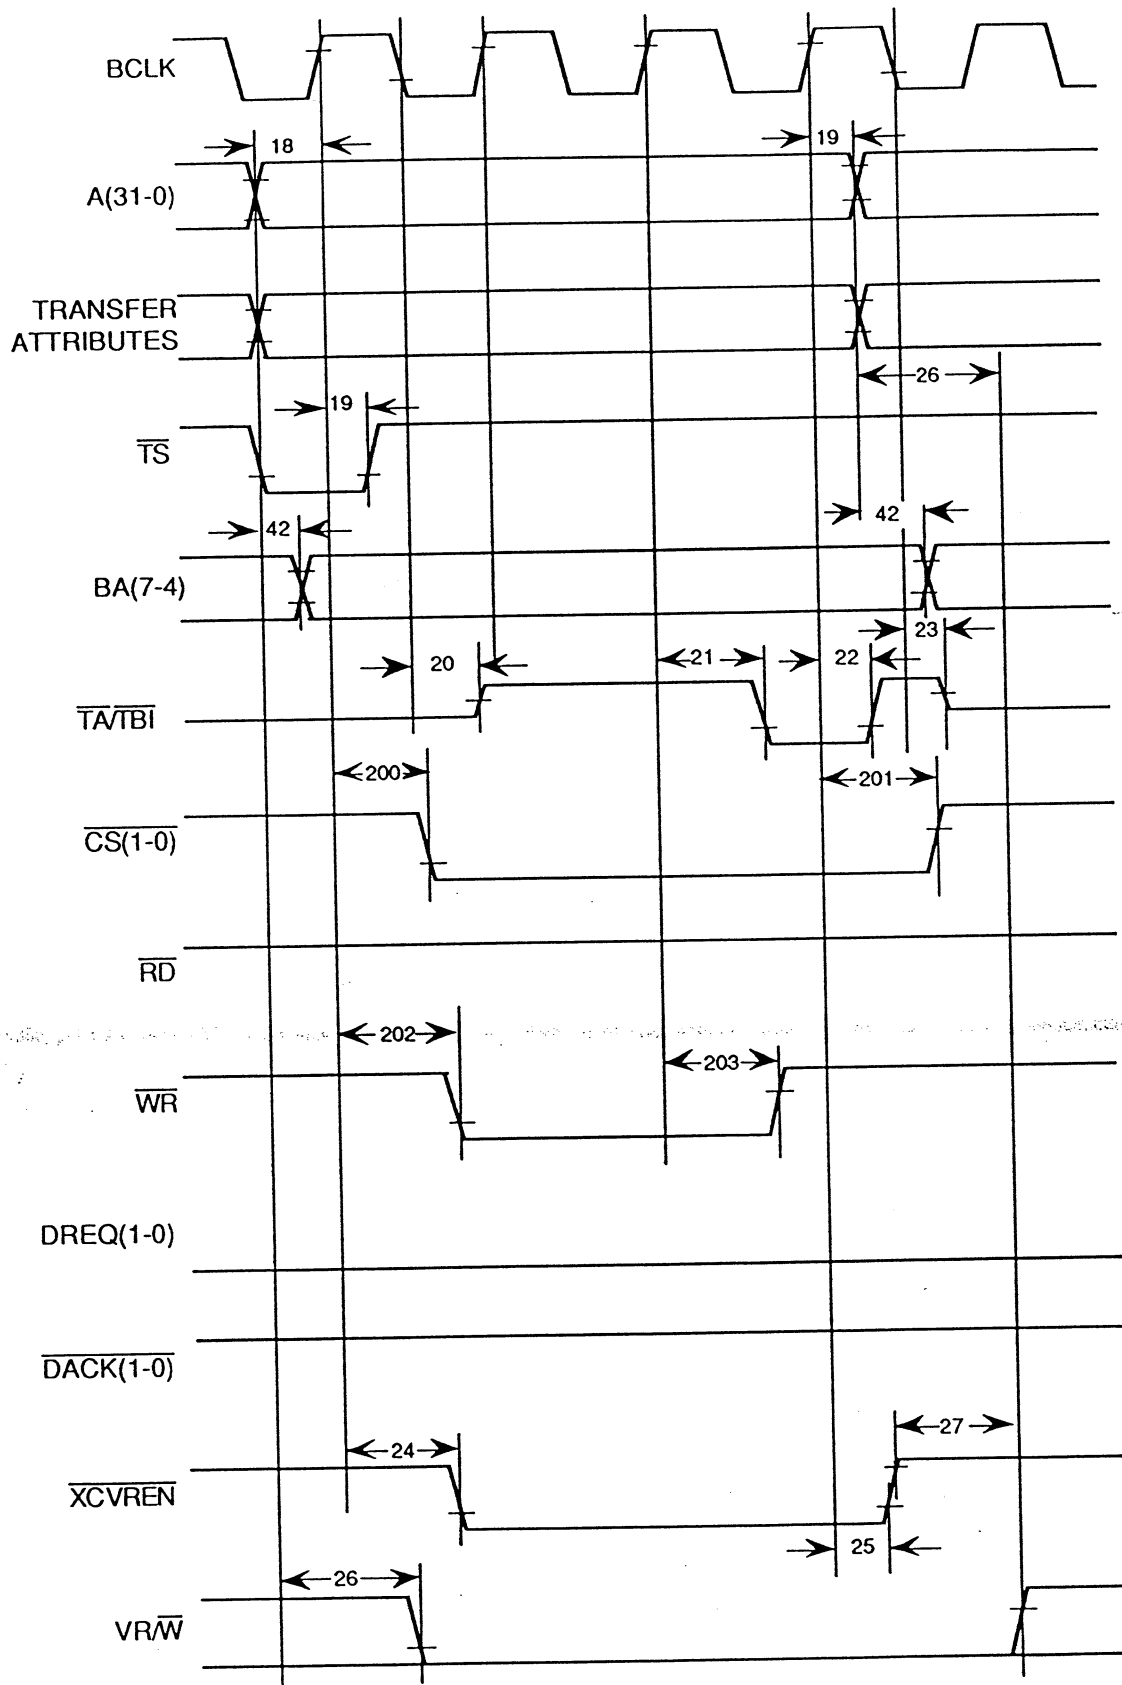 BCLK
18
19
A(31-0)
TRANSFER
ATTRIBUTES
26
19
TS
42
42
BA(7-4)
23
20
21
22
TA/TBI
200
201
CS(1-0)
RD
202
203
WR
DREQ(1-0)
DACK(1-0)
27
24
XCVREN
25
26
VR/W